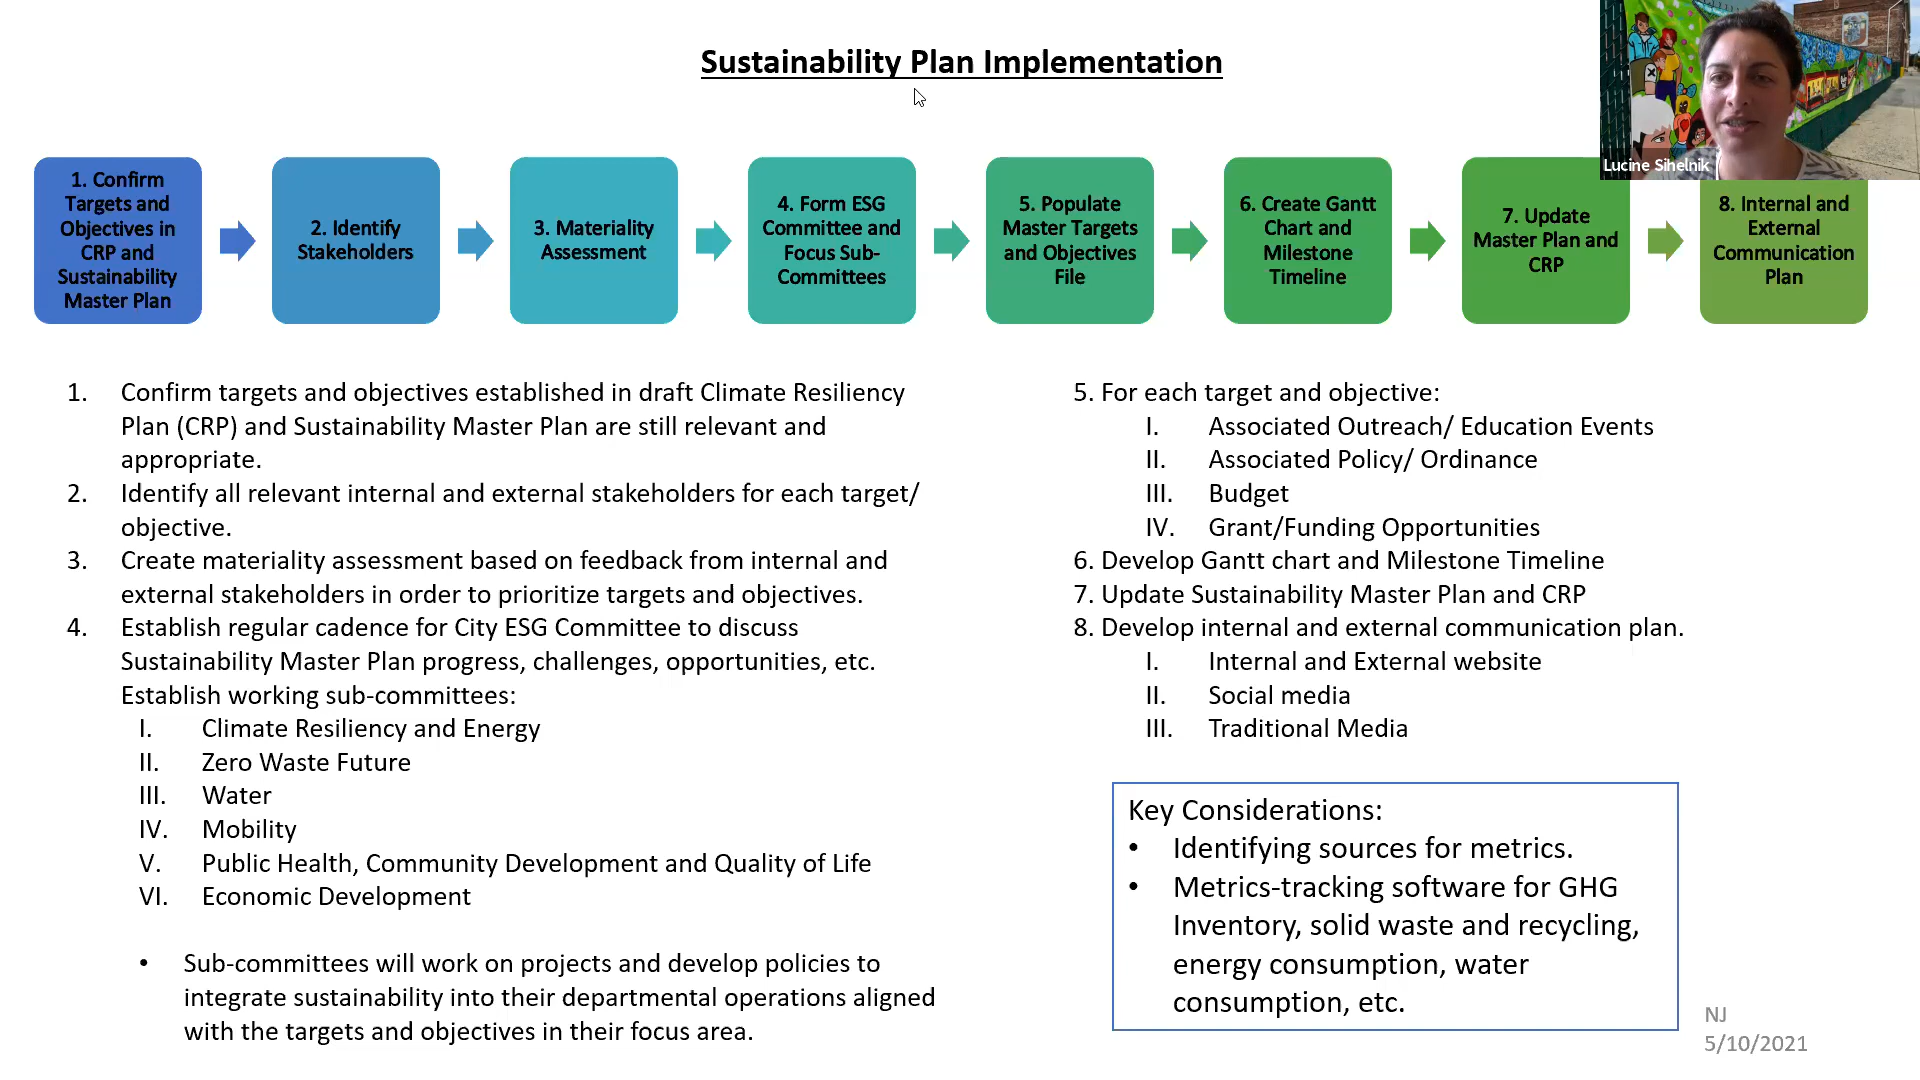 Sustainability Plan Implementation
Lucine Sihelnik
1. Confirm
Targets and
Objectives in
CRP and
Sustainability
Master Plan
2. Identify
Stakeholders
3. Materiality
Assessment
4. Form ESG
Committee and
Focus Sub-
Committees
5. Populate
Master Targets
and Objectives
File
6. Create Gantt
Chart and
Milestone
Timeline
7. Update
Master Plan and
CRP
8. Internal and
External
Communication
Plan
1. Confirm targets and objectives established in draft Climate Resiliency
Plan (CRP) and Sustainability Master Plan are still relevant and
appropriate.
2. Identify all relevant internal and external stakeholders for each target/
objective.
3. Create materiality assessment based on feedback from internal and
external stakeholders in order to prioritize targets and objectives.
4. Establish regular cadence for City ESG Committee to discuss
Sustainability Master Plan progress, challenges, opportunities, etc.
Establish working sub-committees:
I. Climate Resiliency and Energy
II. Zero Waste Future
III. Water
IV. Mobility
V. Public Health, Community Development and Quality of Life
VI. Economic Development
• Sub-committees will work on projects and develop policies to
integrate sustainability into their departmental operations aligned
with the targets and objectives in their focus area.
5. For each target and objective:
I. Associated Outreach/ Education Events
II. Associated Policy/ Ordinance
III. Budget
IV. Grant/Funding Opportunities
6. Develop Gantt chart and Milestone Timeline
7. Update Sustainability Master Plan and CRP
8. Develop internal and external communication plan.
I. Internal and External website
II. Social media
III. Traditional Media
Key Considerations:
• Identifying sources for metrics.
• Metrics-tracking software for GHG
Inventory, solid waste and recycling,
energy consumption, water
consumption, etc.
NJ
5/10/2021